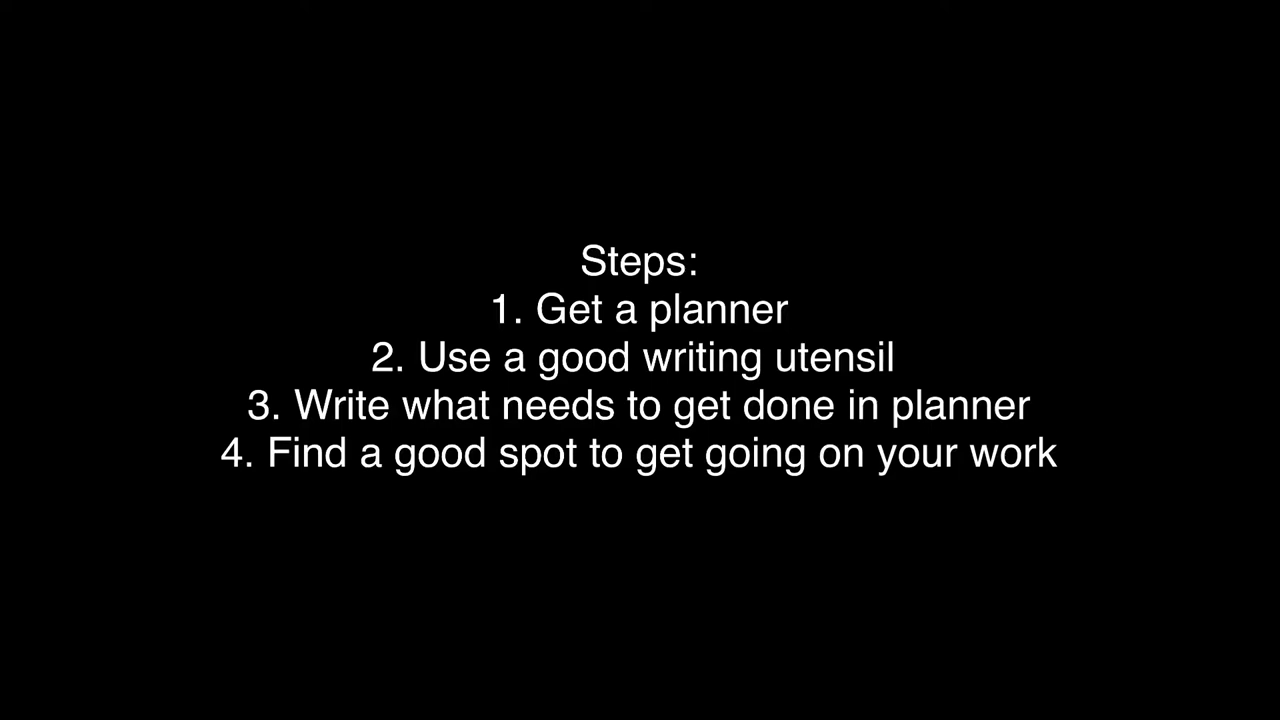 Steps:
1. Get a planner
2. Use a good writing utensil
3. Write what needs to get done in planner
4. Find a good spot to get going on your work